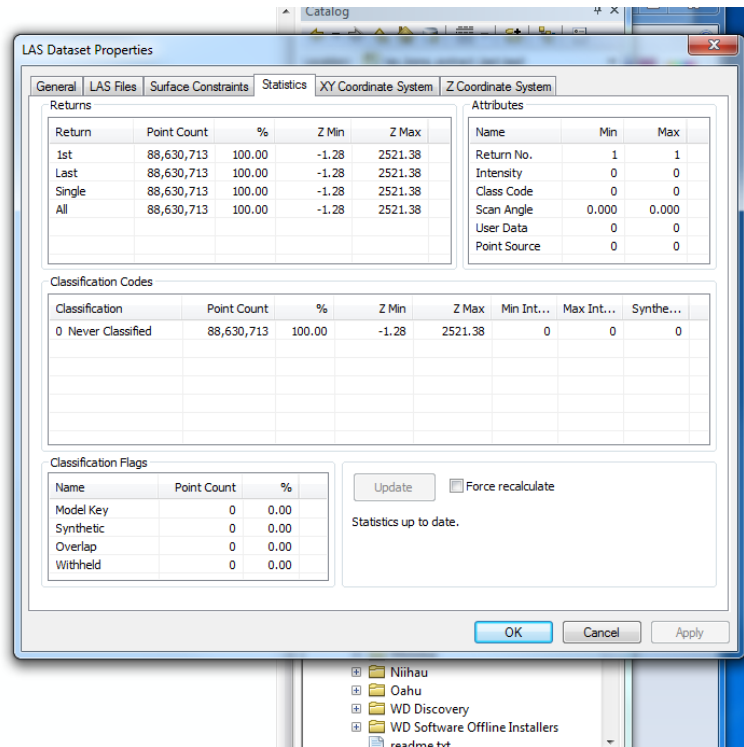 Catalog
LAS Dataset Properties
General LAS Files Surface Constraints Statistics XY Coordinate System Z Coordinate System
Returns
Return Point Count % Z Min Z Max
1st 88,630,713 100.00 -1.28 2521.38
Last 88,630,713 100.00 -1.28 2521.38
Single 88,630,713 100.00 -1.28 2521.38
All 88,630,713 100.00 -1.28 2521.38
Attributes
Name Min Max
Return No. 1 1
Intensity 0 0
Class Code 0 0
Scan Angle 0.000 0.000
User Data 0 0
Point Source 0 0
Classification Codes
Classification Point Count % Z Min Z Max Min Int... Max Int... Synthe...
0 Never Classified 88,630,713 100.00 -1.28 2521.38 0 0 0
Classification Flags
Name Point Count %
Model Key 0 0.00
Synthetic 0 0.00
Overlap 0 0.00
Withheld 0 0.00
Update Force recalculate
Statistics up to date.
OK Cancel Apply
Niihau
Oahu
WD Discovery
WD Software Offline Installers
readme.txt